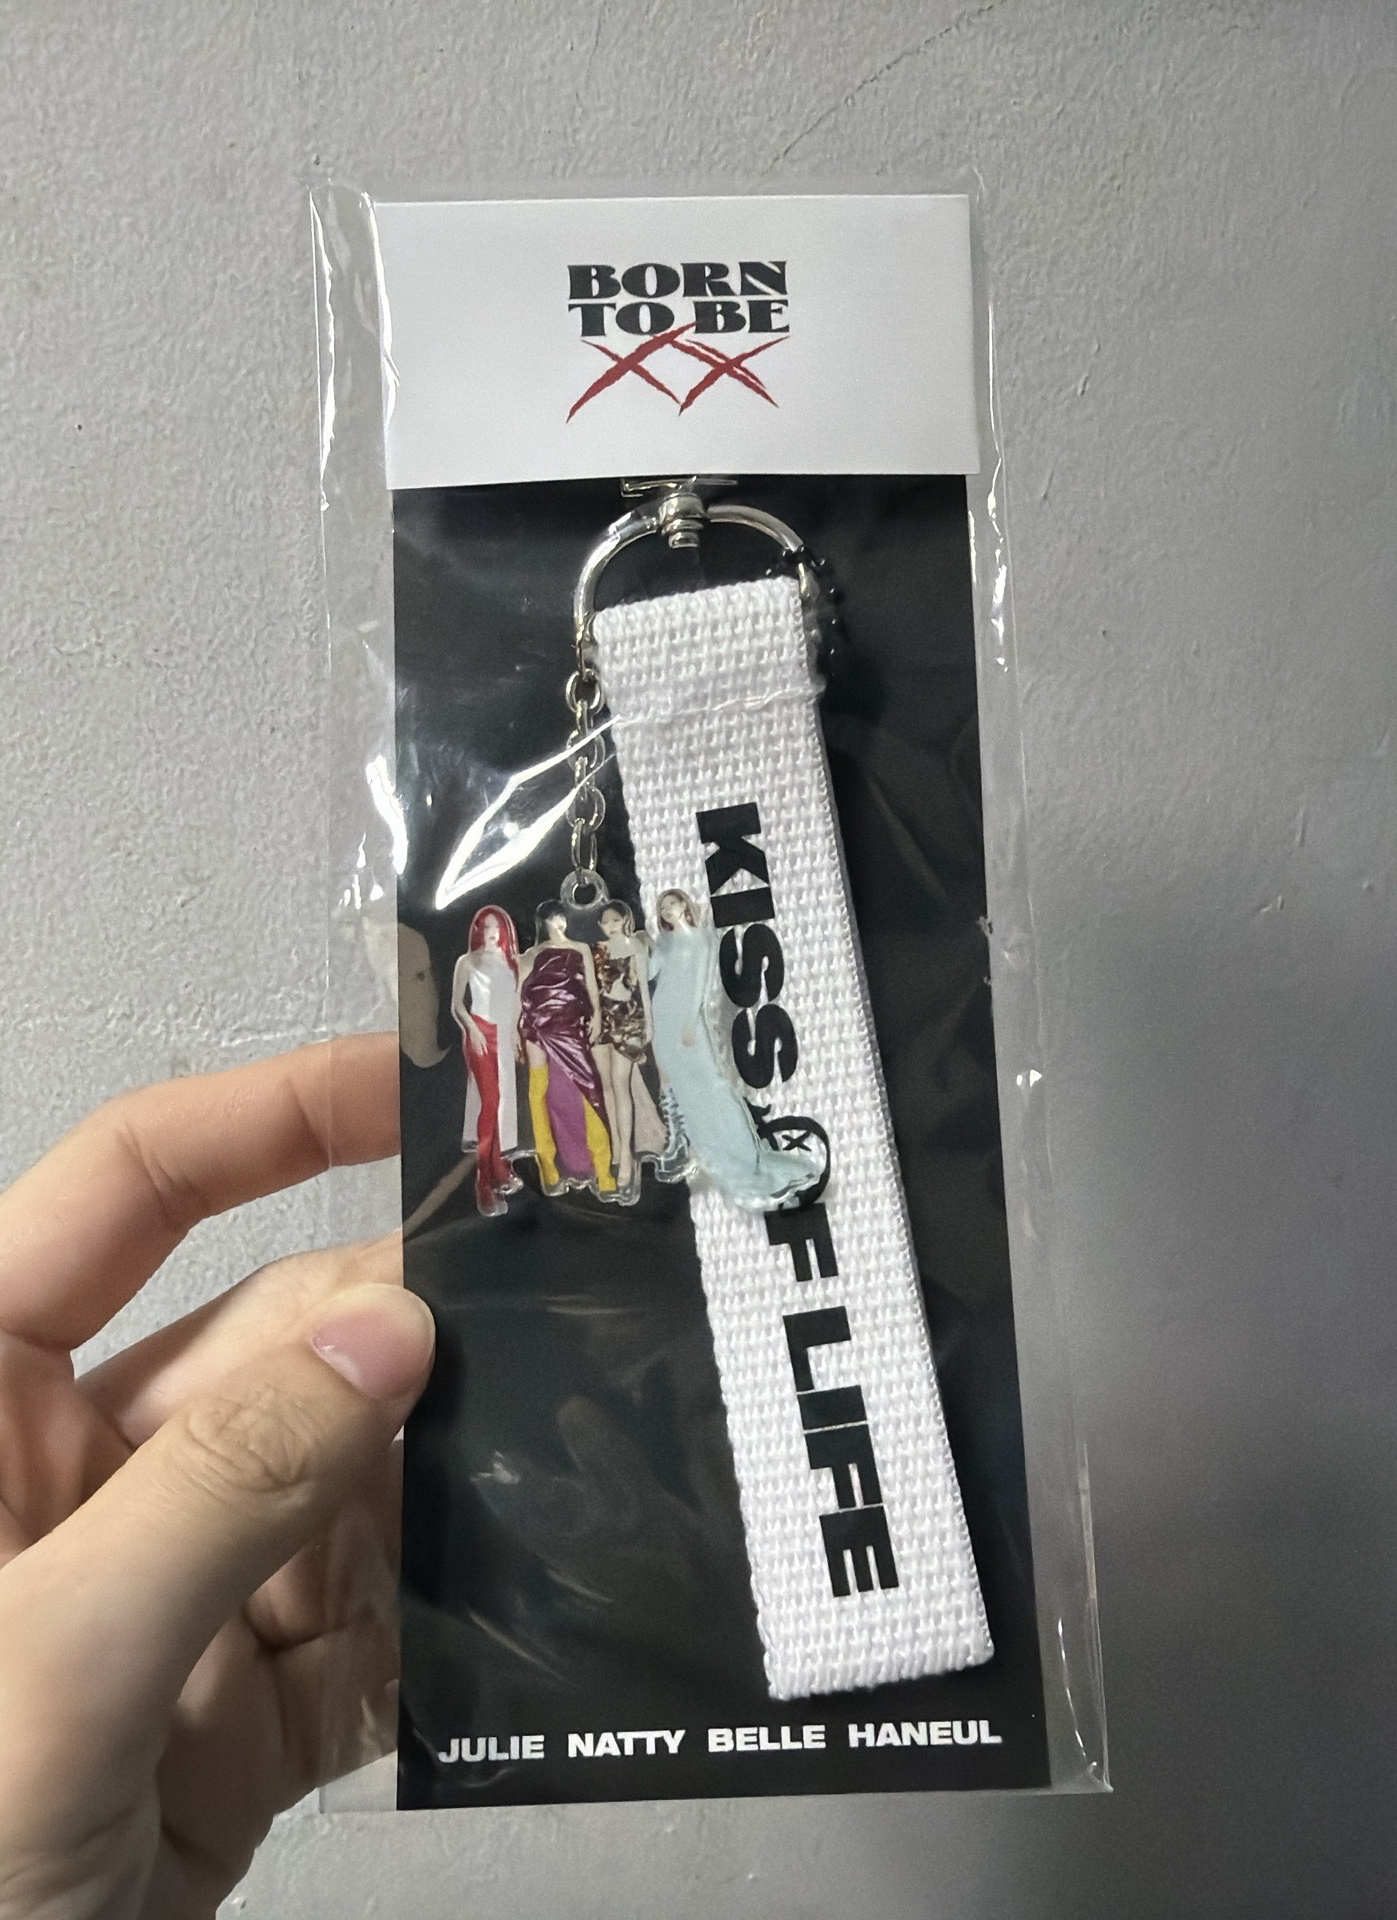 BORN
TO BE
XX
KISS OF LIFE
JULIE NATTY BELLE HANEUL